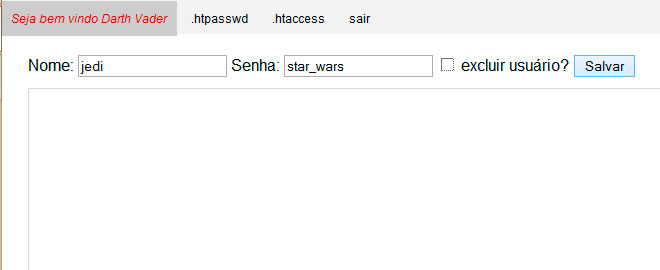 Seja bem vindo Darth Vader .htpasswd .htaccess sair
Nome: jedi Senha: star_wars excluir usuário? Salvar